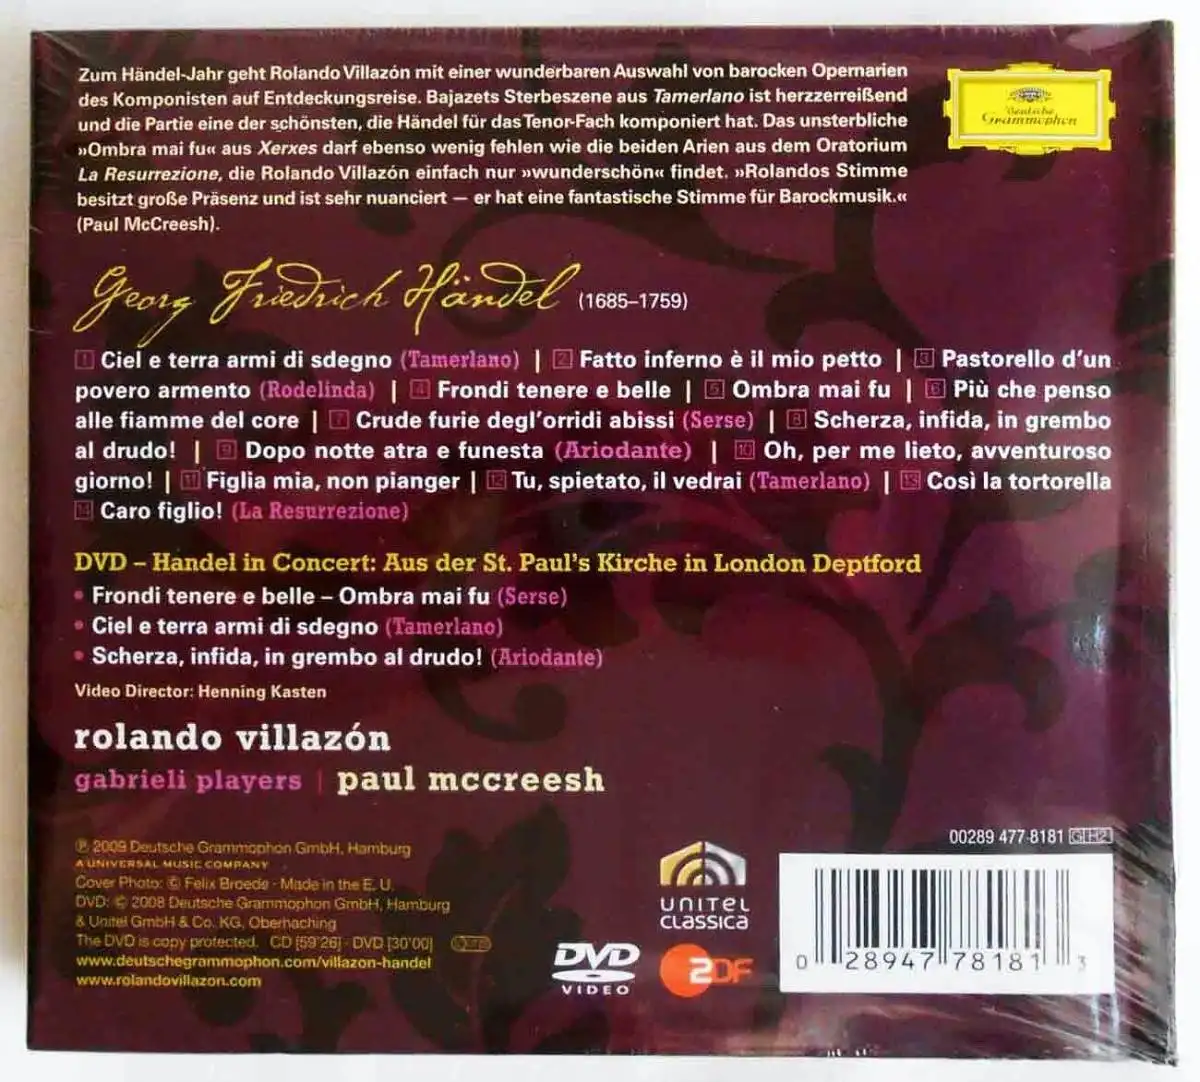 Zum Händel-Jahr geht Rolando Villazón mit einer wunderbaren Auswahl von barocken Opernarien
des Komponisten auf Entdeckungsreise. Bajazets Sterbeszene aus Tamerlano ist herzzerreißend
und die Partie eine der schönsten, die Händel für das Tenor-Fach komponiert hat. Das unsterbliche
»Ombra mai fu« aus Xerxes darf ebenso wenig fehlen wie die beiden Arien aus dem Oratorium
La Resurrezione, die Rolando Villazón einfach nur »wunderschön« findet. »Rolandos Stimme
besitzt große Präsenz und ist sehr nuanciert — er hat eine fantastische Stimme für Barockmusik.«
(Paul McCreesh).
Deutsche
Grammophon
Georg Friedrich Händel (1685–1759)
1 Ciel e terra armi di sdegno (Tamerlano) | 2 Fatto inferno è il mio petto | 3 Pastorello d'un
povero armento (Rodelinda) | 4 Frondi tenere e belle | 5 Ombra mai fu | 6 Più che penso
alle fiamme del core | 7 Crude furie degl'orridi abissi (Serse) | 8 Scherza, infida, in grembo
al drudo! | 9 Dopo notte atra e funesta (Ariodante) | 10 Oh, per me lieto, avventuroso
giorno! | 11 Figlia mia, non pianger | 12 Tu, spietato, il vedrai (Tamerlano) | 13 Così la tortorella
14 Caro figlio! (La Resurrezione)
DVD – Handel in Concert: Aus der St. Paul's Kirche in London Deptford
• Frondi tenere e belle – Ombra mai fu (Serse)
• Ciel e terra armi di sdegno (Tamerlano)
• Scherza, infida, in grembo al drudo! (Ariodante)
Video Director: Henning Kasten
rolando villazón
gabrieli players | paul mccreesh
℗ 2009 Deutsche Grammophon GmbH, Hamburg
A UNIVERSAL MUSIC COMPANY
Cover Photo: © Felix Broede · Made in the E. U.
DVD: © 2008 Deutsche Grammophon GmbH, Hamburg
& Unitel GmbH & Co. KG, Oberhaching
The DVD is copy protected. CD [59'26] · DVD [30'00]
www.deutschegrammophon.com/villazon-handel
www.rolandovillazon.com
DVD
VIDEO
UNITEL
CLASSICA
2DF
00289 477-8181 GH2
0 28947 78181 3